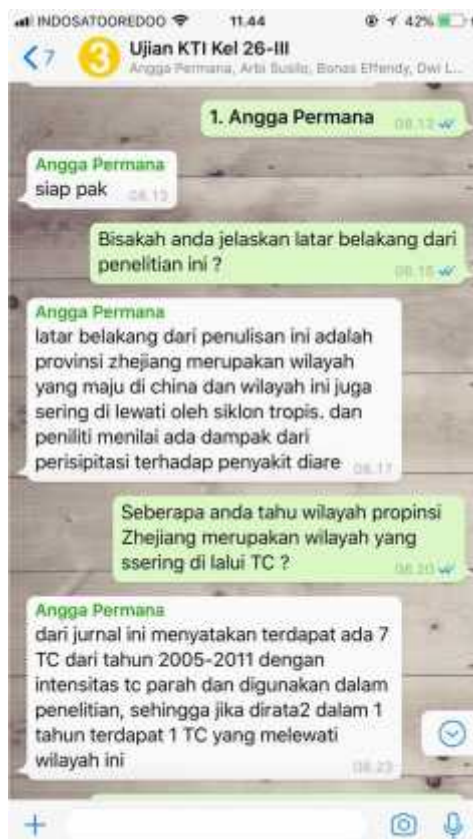 INDOSATOOREDOO 11.44 42%
7 3 Ujian KTI Kel 26-III
Angga Permana, Arbi Susilo, Bonas Effendy, Dwi L...
1. Angga Permana 08.12
Angga Permana
siap pak 08.13
Bisakah anda jelaskan latar belakang dari
penelitian ini ? 08.15
Angga Permana
latar belakang dari penulisan ini adalah
provinsi zhejiang merupakan wilayah
yang maju di china dan wilayah ini juga
sering di lewati oleh siklon tropis. dan
peniliti menilai ada dampak dari
perisipitasi terhadap penyakit diare 08.17
Seberapa anda tahu wilayah propinsi
Zhejiang merupakan wilayah yang
ssering di lalui TC ? 08.20
Angga Permana
dari jurnal ini menyatakan terdapat ada 7
TC dari tahun 2005-2011 dengan
intensitas tc parah dan digunakan dalam
penelitian, sehingga jika dirata2 dalam 1
tahun terdapat 1 TC yang melewati
wilayah ini 08.23